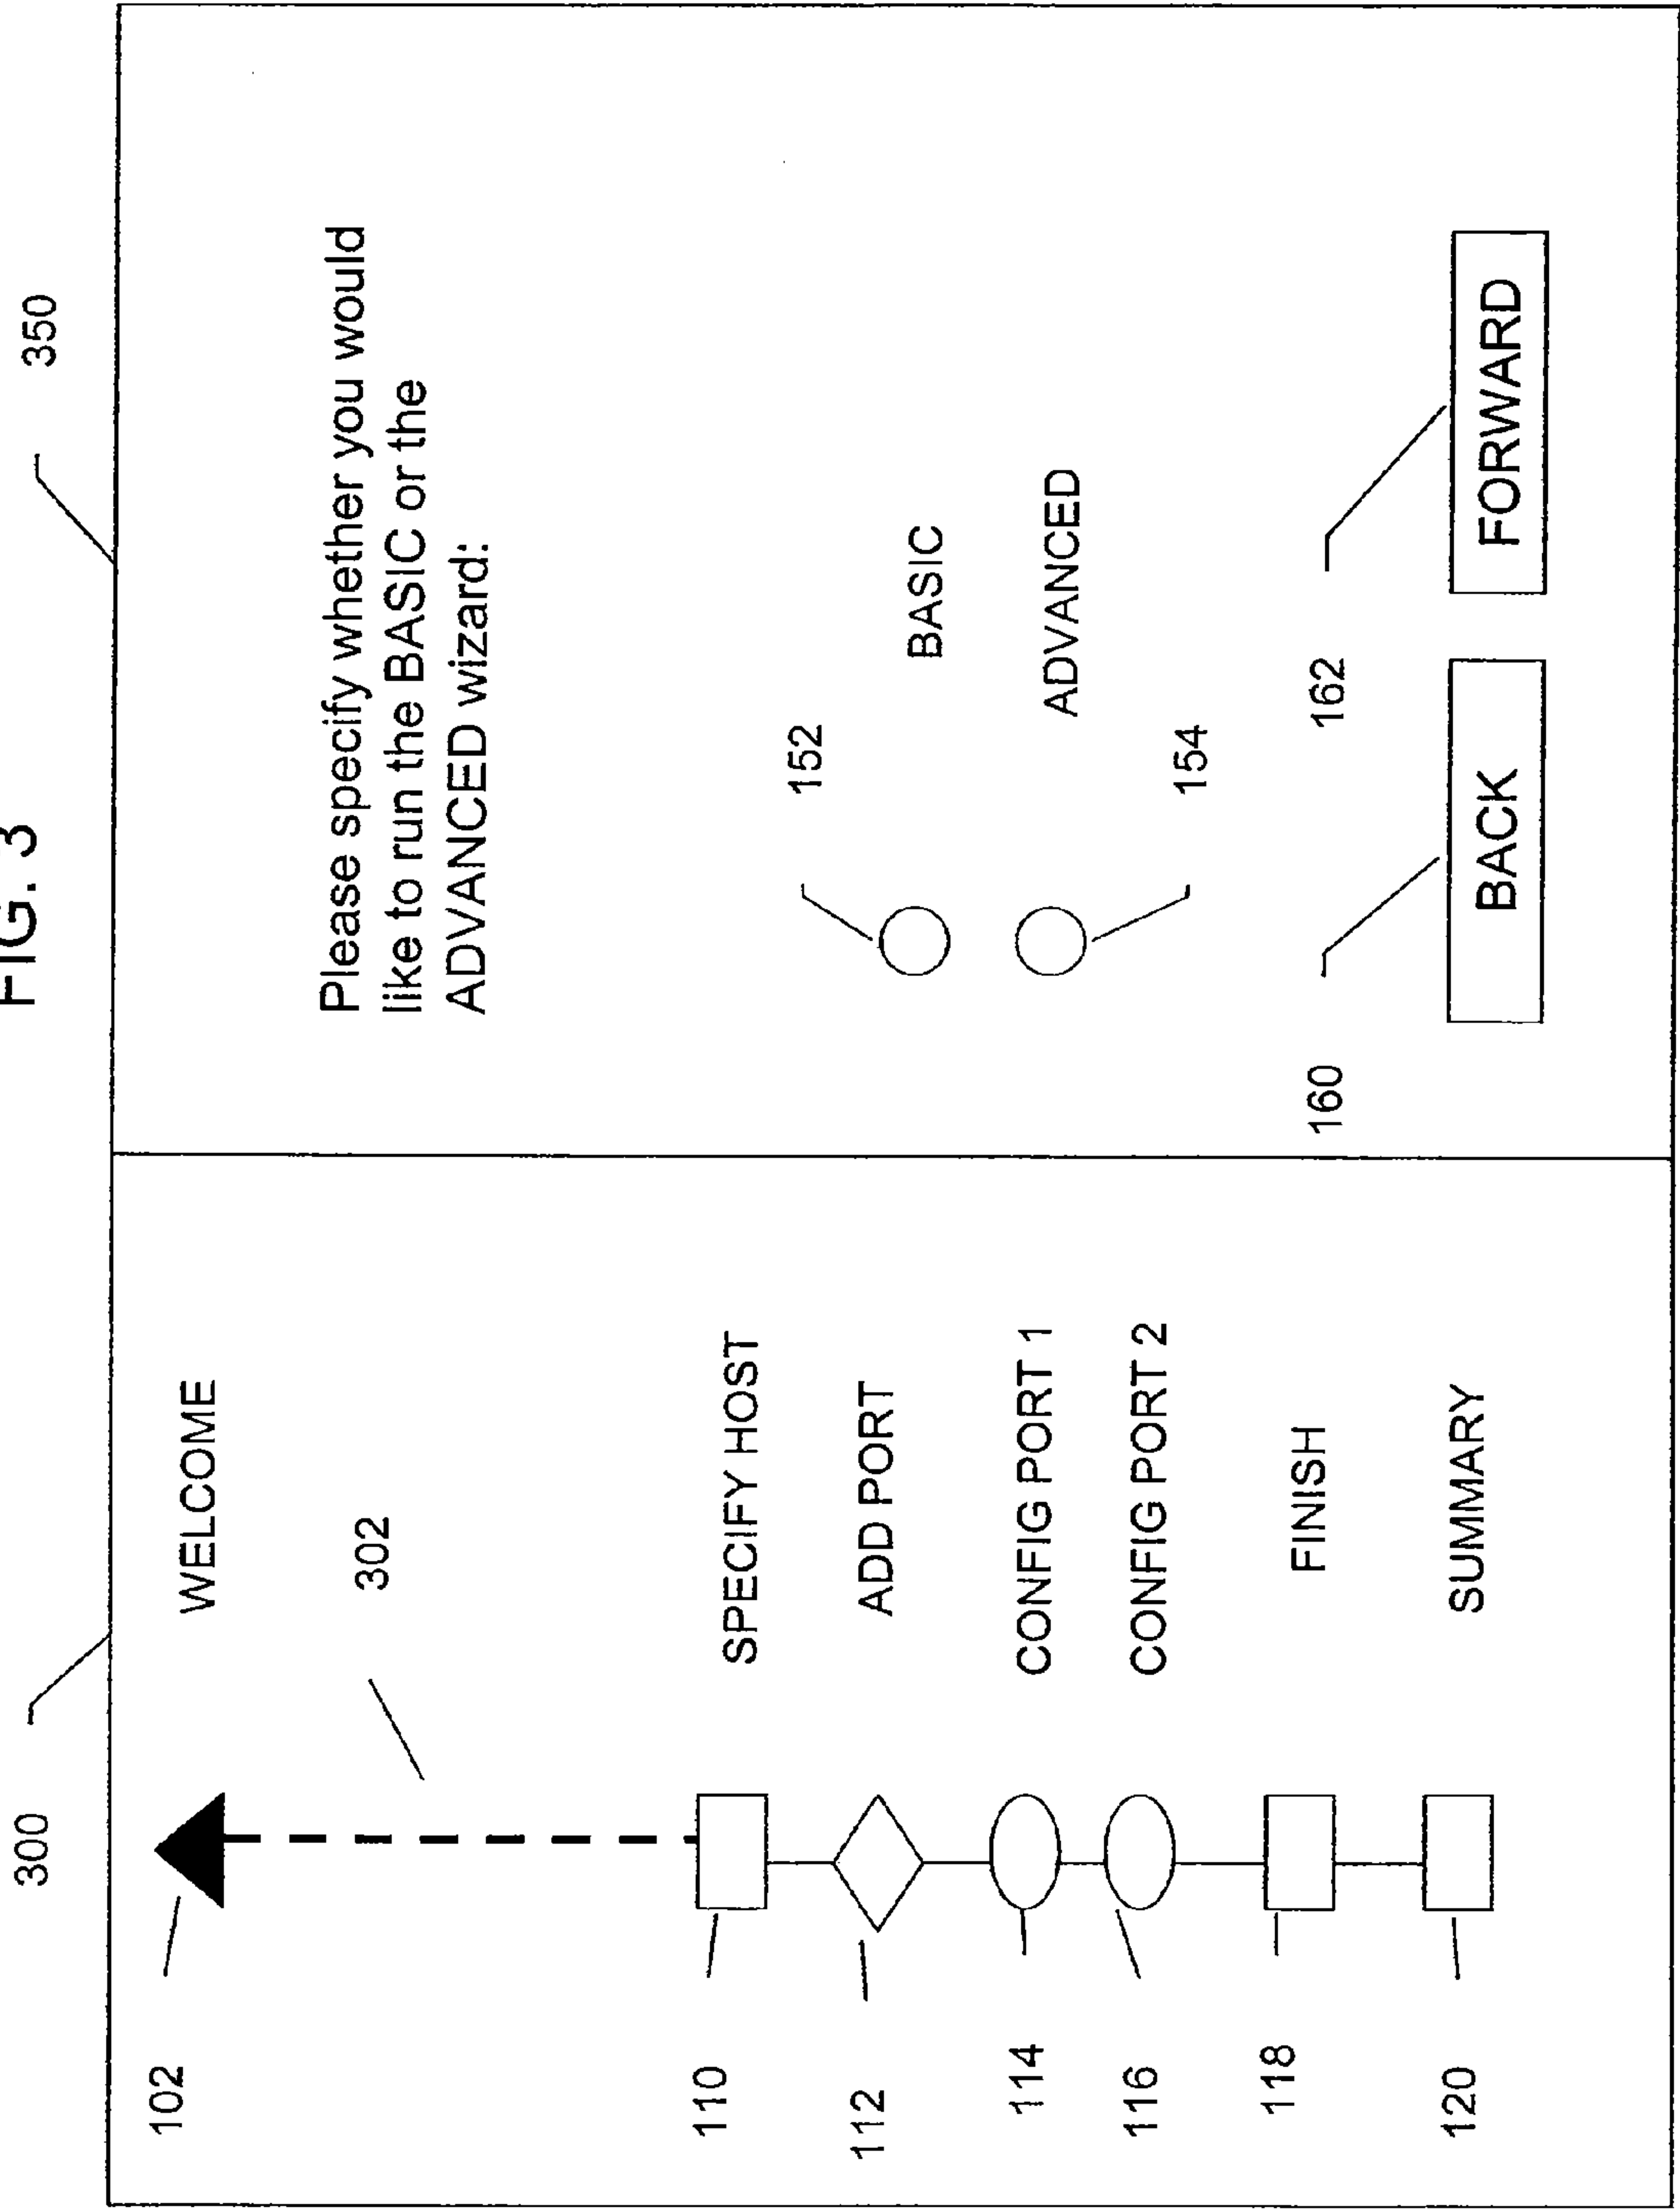 FIG. 3
300
350
102
WELCOME
302
110
SPECIFY HOST
112
ADD PORT
114
CONFIG PORT 1
116
CONFIG PORT 2
118
FINISH
120
SUMMARY
Please specify whether you would
like to run the BASIC or the
ADVANCED wizard:
152
BASIC
ADVANCED
154
160
162
BACK
FORWARD